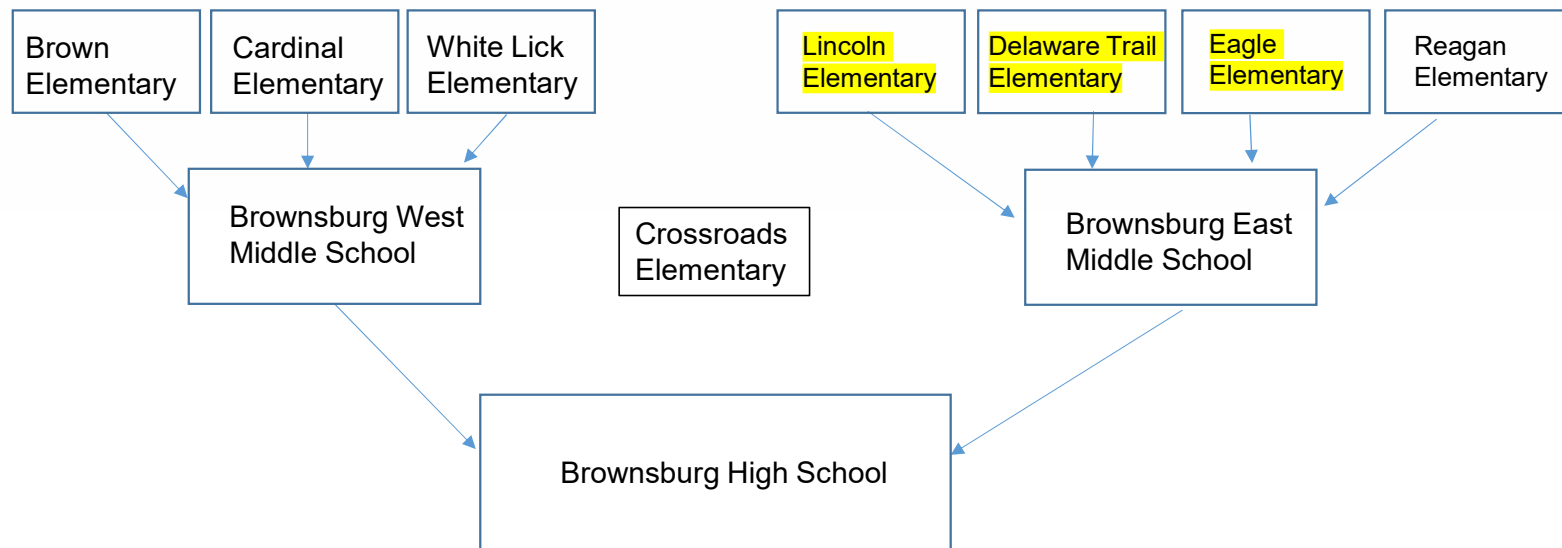 Brown
Elementary
Cardinal
Elementary
White Lick
Elementary
Lincoln
Elementary
Delaware Trail
Elementary
Eagle
Elementary
Reagan
Elementary
Brownsburg West
Middle School
Crossroads
Elementary
Brownsburg East
Middle School
Brownsburg High School